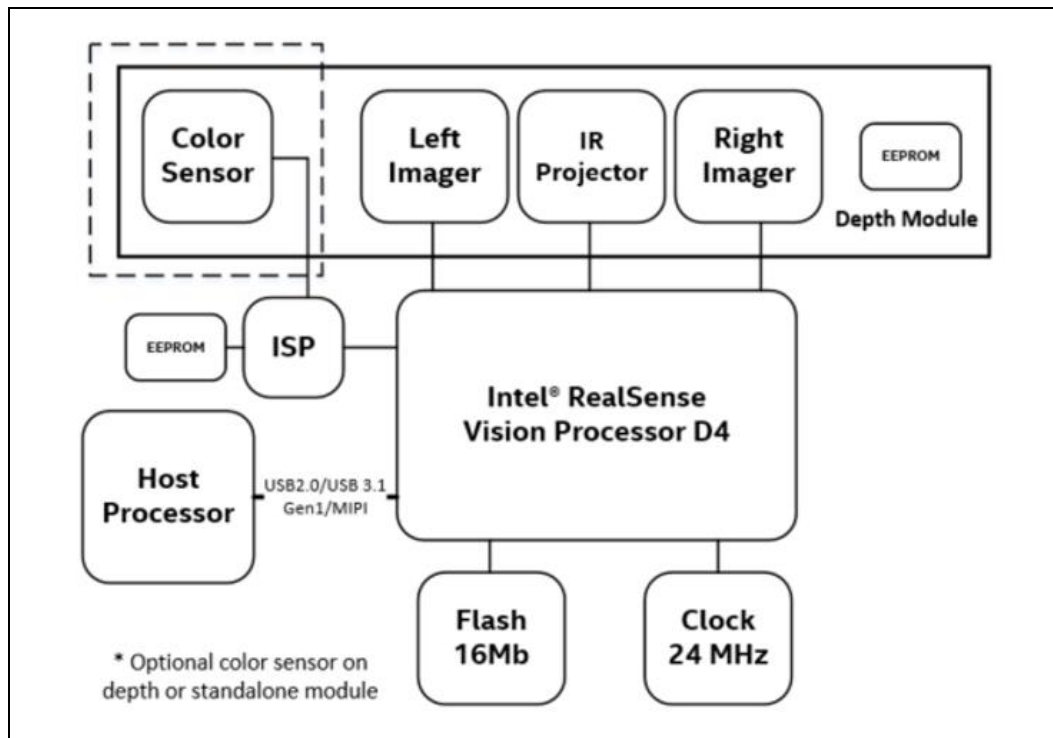 Color
Sensor
Left
Imager
IR
Projector
Right
Imager
EEPROM
Depth Module
EEPROM
ISP
Intel® RealSense
Vision Processor D4
Host
Processor
USB2.0/USB 3.1
Gen1/MIPI
Flash
16Mb
Clock
24 MHz
* Optional color sensor on
depth or standalone module